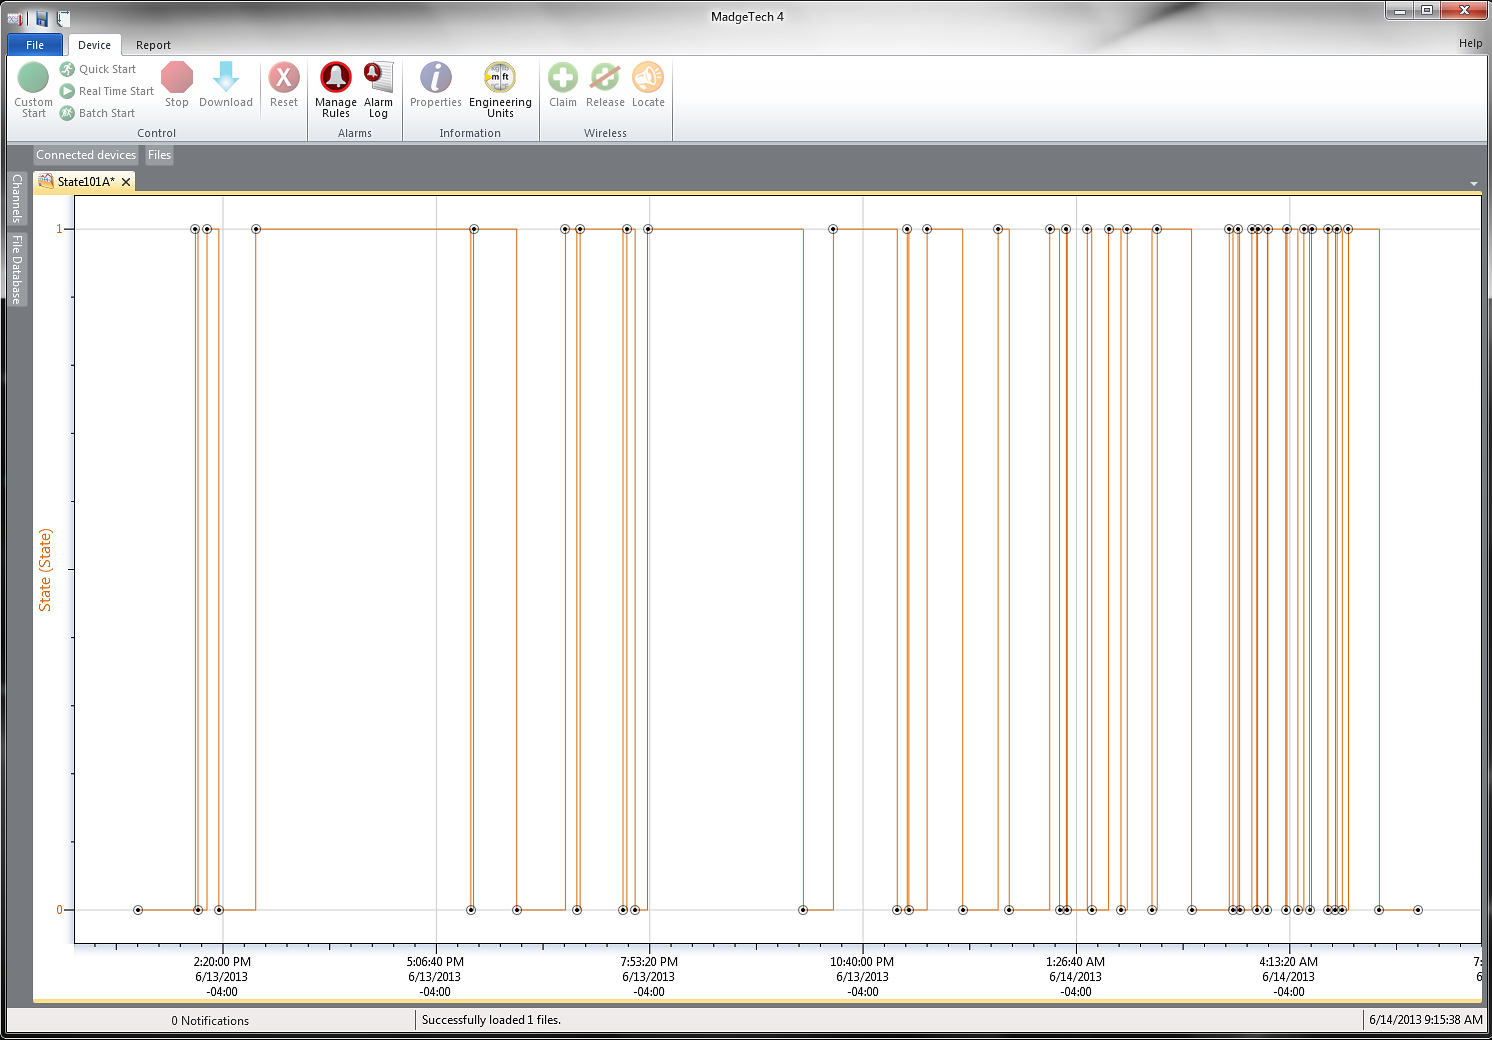 MadgeTech 4
File
Device
Report
Help
Custom
Start
Quick Start
Real Time Start
Batch Start
Stop
Download
Reset
Manage
Rules
Alarm
Log
Properties
Engineering
Units
Claim
Release
Locate
Control
Alarms
Information
Wireless
Connected devices
Files
State101A*
Channels
File Database
State (State)
1
0
2:20:00 PM
6/13/2013
-04:00
5:06:40 PM
6/13/2013
-04:00
7:53:20 PM
6/13/2013
-04:00
10:40:00 PM
6/13/2013
-04:00
1:26:40 AM
6/14/2013
-04:00
4:13:20 AM
6/14/2013
-04:00
7:
6
0 Notifications
Successfully loaded 1 files.
6/14/2013 9:15:38 AM